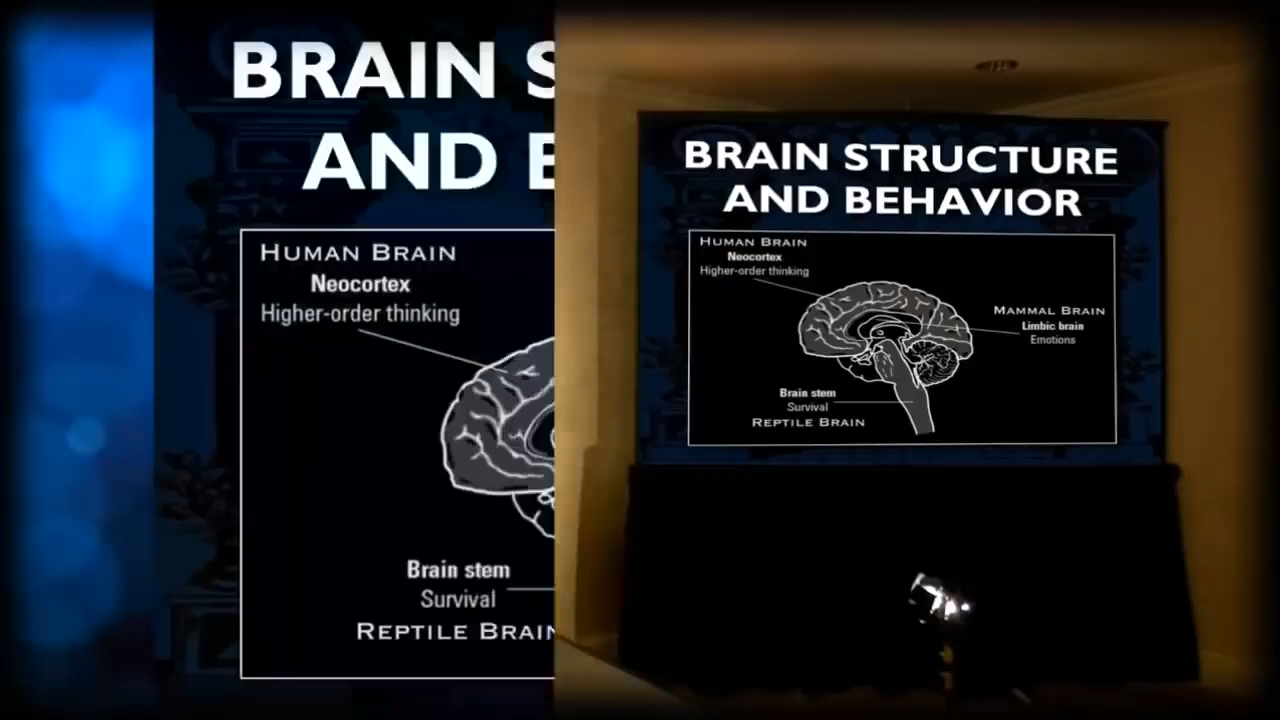 BRAIN S
AND B
HUMAN BRAIN
Neocortex
Higher-order thinking
Brain stem
Survival
REPTILE BRAIN
BRAIN STRUCTURE
AND BEHAVIOR
HUMAN BRAIN
Neocortex
Higher-order thinking
MAMMAL BRAIN
Limbic brain
Emotions
Brain stem
Survival
REPTILE BRAIN